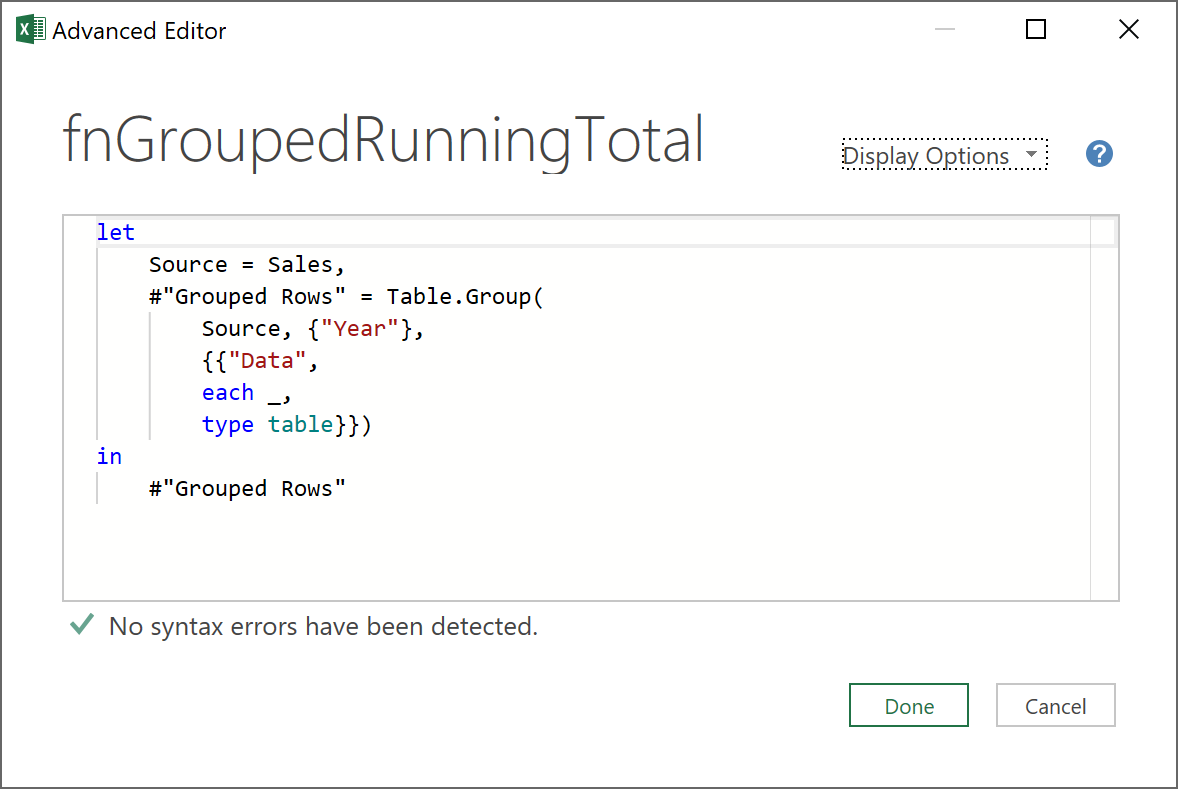 Advanced Editor
fnGroupedRunningTotal
Display Options
?
let
    Source = Sales,
    #"Grouped Rows" = Table.Group(
        Source, {"Year"},
        {{"Data",
        each _,
        type table}})
in
    #"Grouped Rows"
No syntax errors have been detected.
Done
Cancel